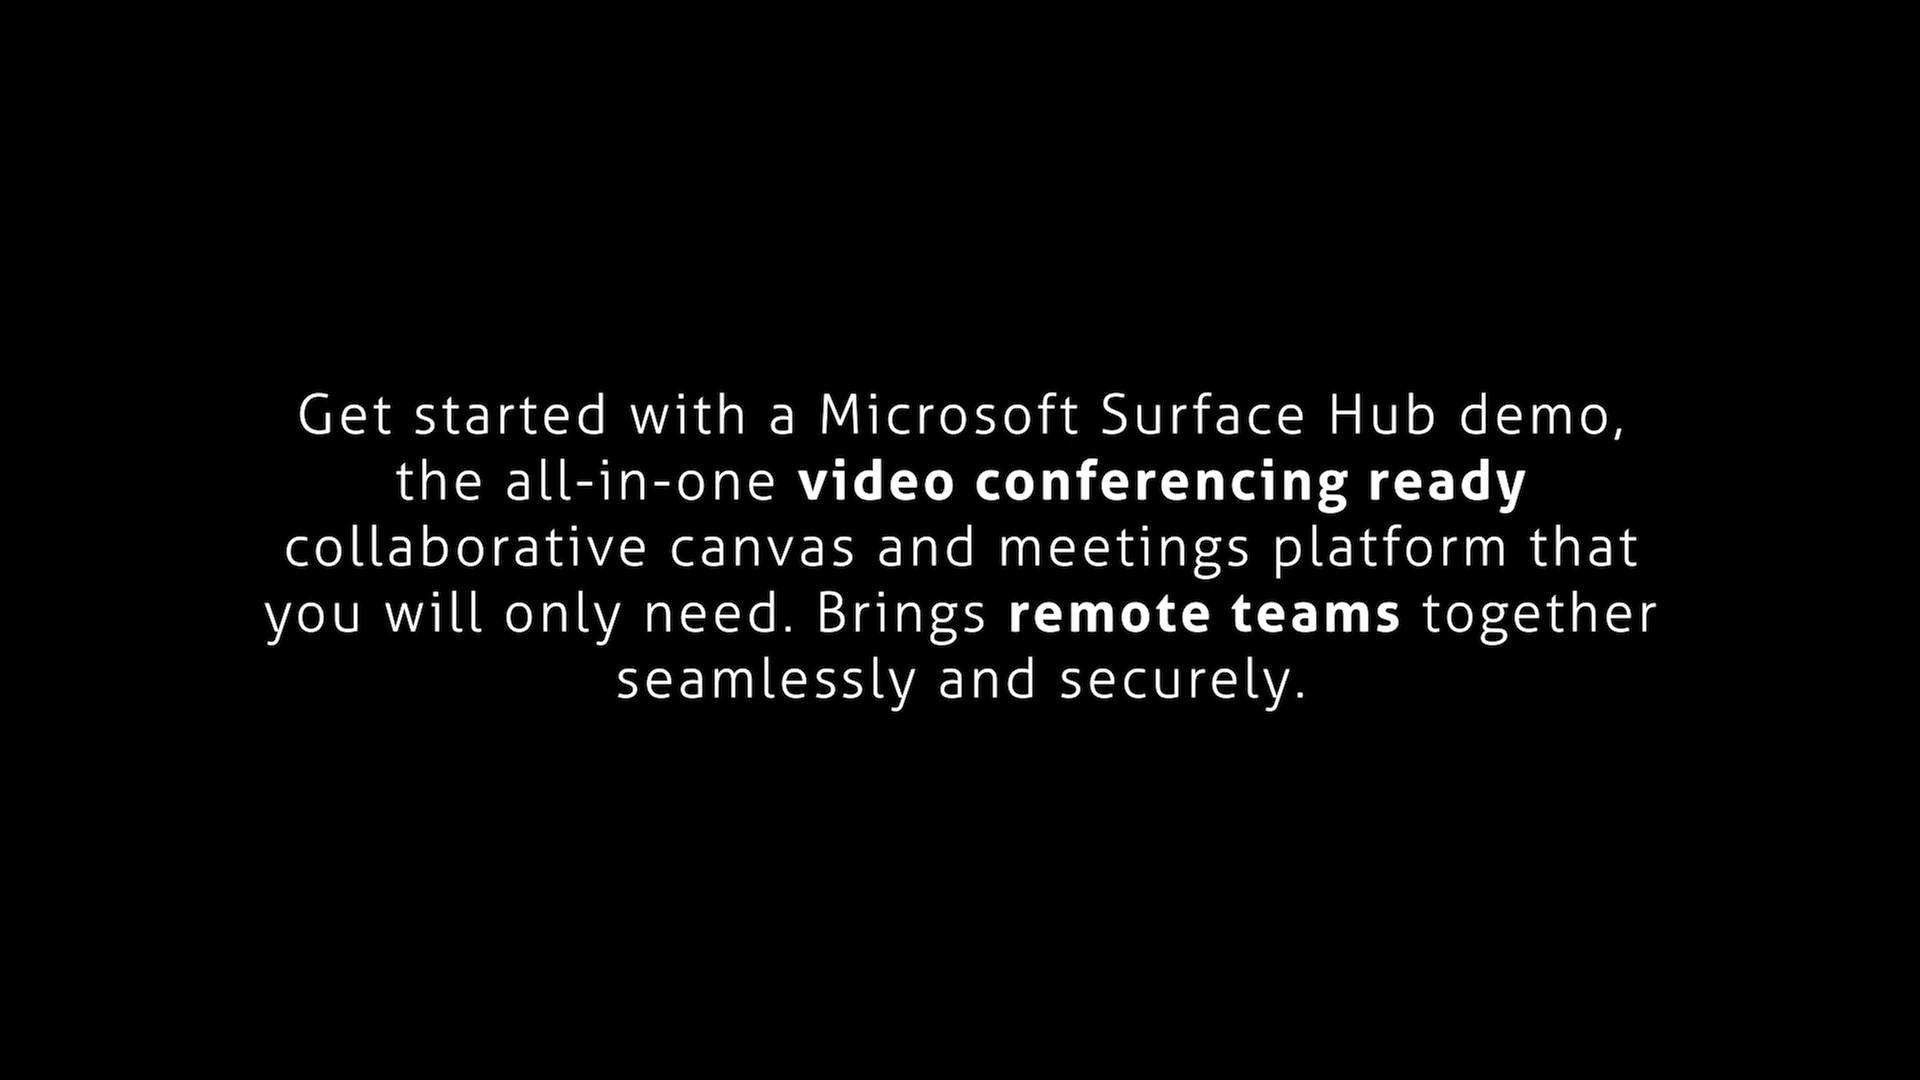 Get started with a Microsoft Surface Hub demo,
the all-in-one video conferencing ready
collaborative canvas and meetings platform that
you will only need. Brings remote teams together
seamlessly and securely.